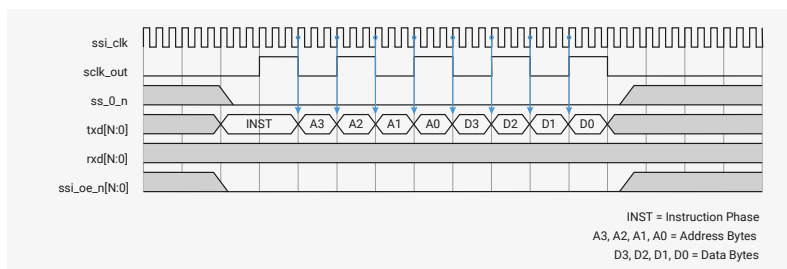 ssi_clk
sclk_out
ss_0_n
txd[N:0]
INST A3 A2 A1 A0 D3 D2 D1 D0
rxd[N:0]
ssi_oe_n[N:0]
INST = Instruction Phase
A3, A2, A1, A0 = Address Bytes
D3, D2, D1, D0 = Data Bytes